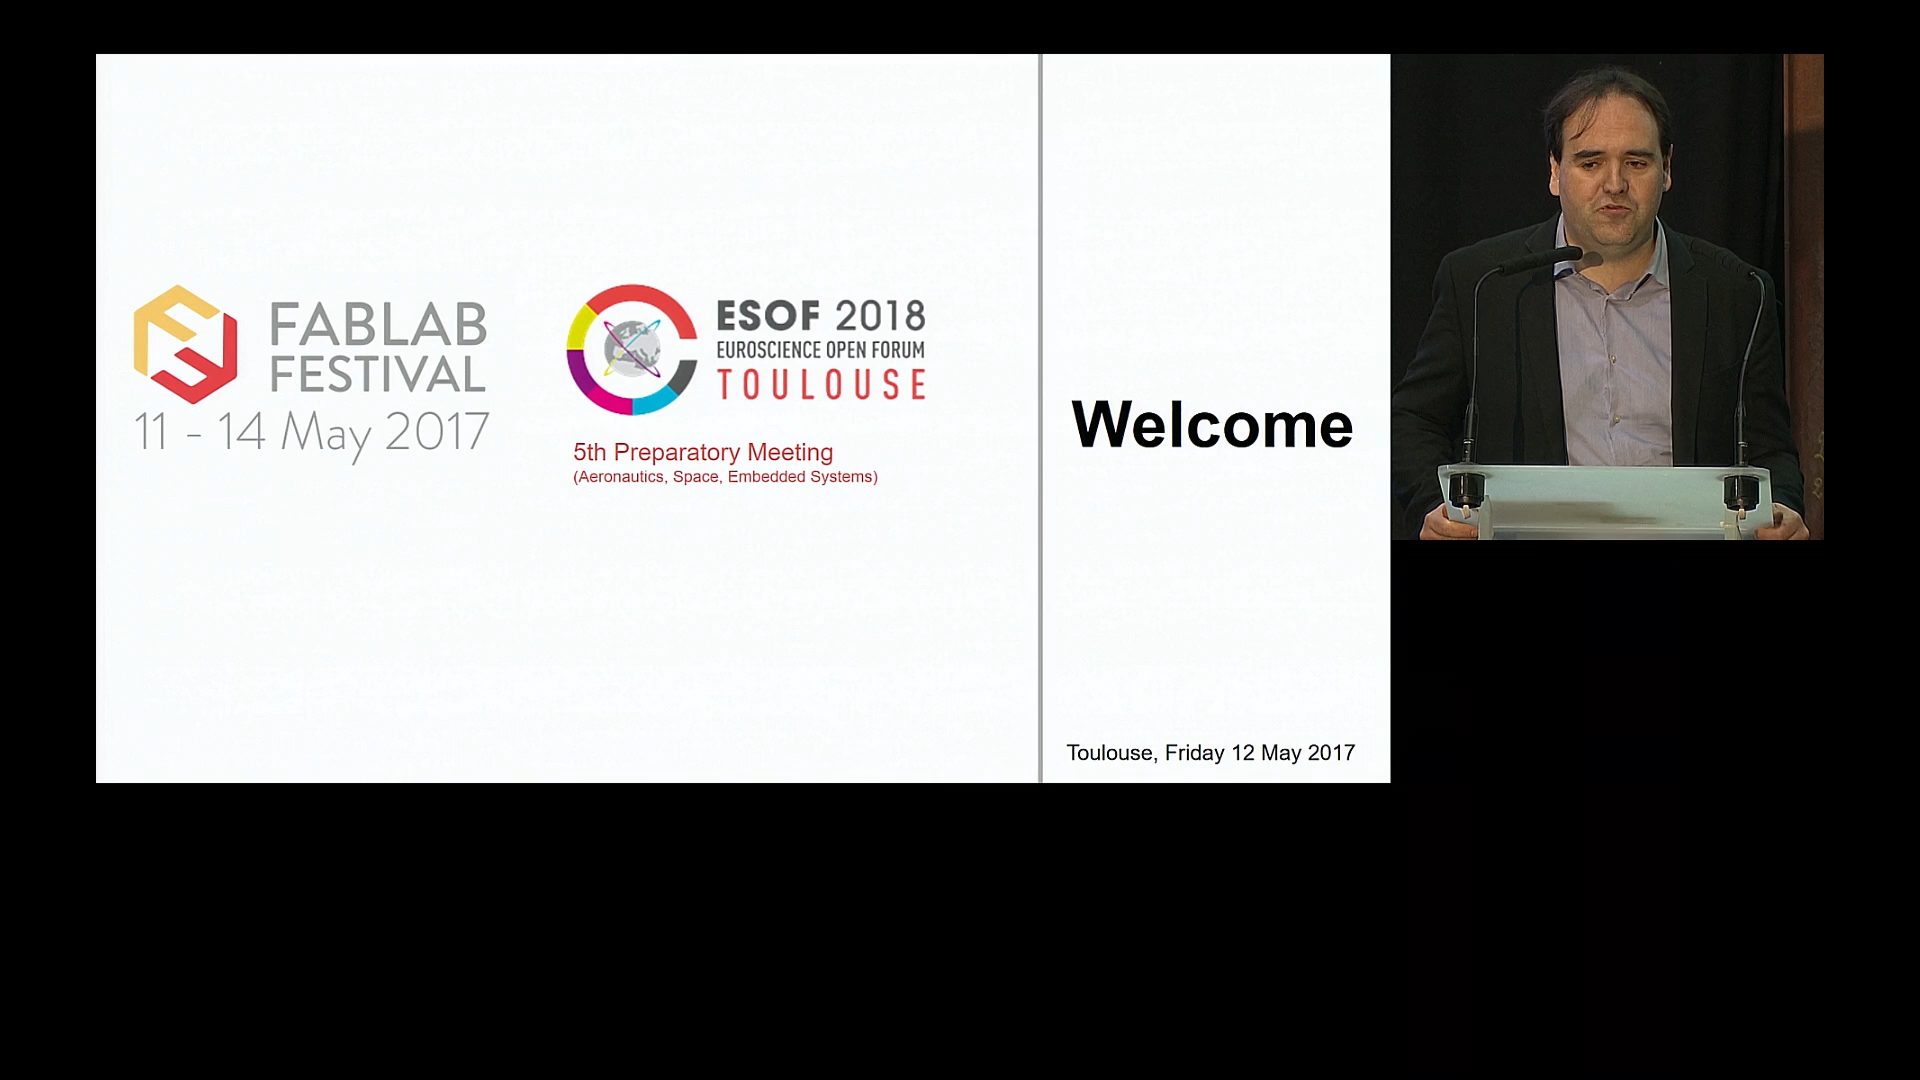 FABLAB
FESTIVAL
11 - 14 May 2017
ESOF 2018
EUROSCIENCE OPEN FORUM
TOULOUSE
5th Preparatory Meeting
(Aeronautics, Space, Embedded Systems)
Welcome
Toulouse, Friday 12 May 2017